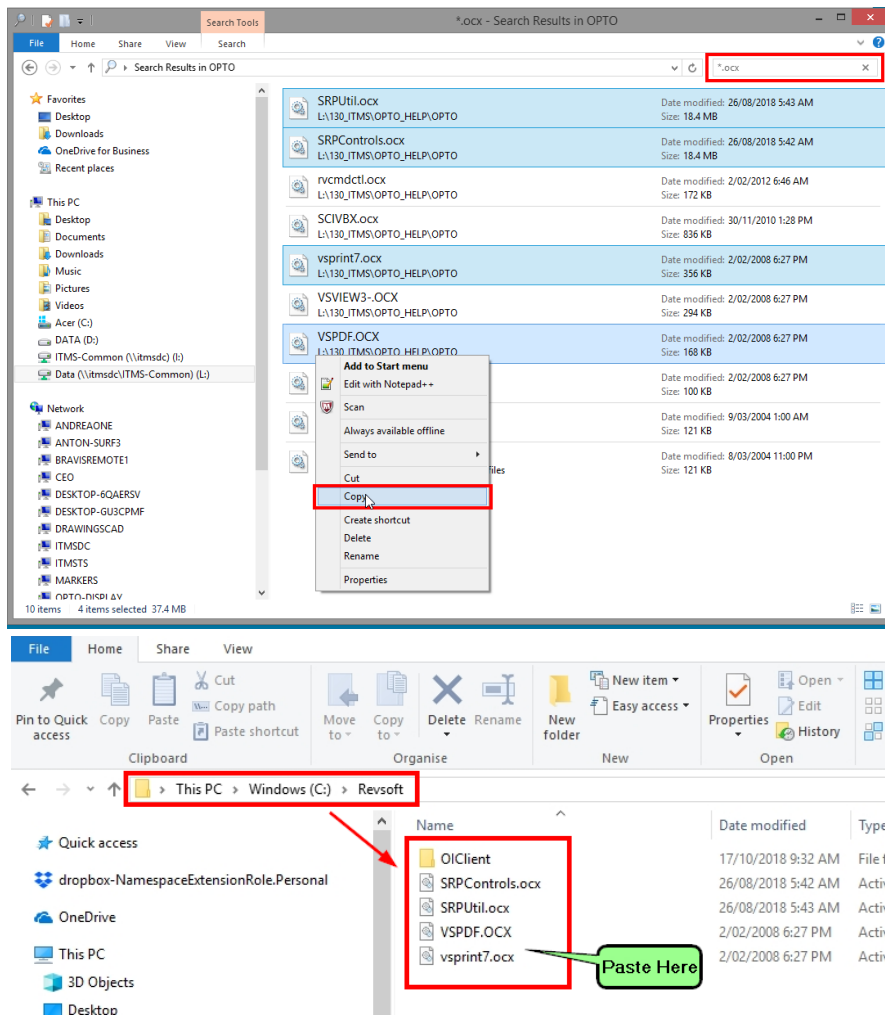 Search Tools
*.ocx - Search Results in OPTO
File Home Share View Search
Search Results in OPTO
*.ocx
Favorites
Desktop
Downloads
OneDrive for Business
Recent places
This PC
Desktop
Documents
Downloads
Music
Pictures
Videos
Acer (C:)
DATA (D:)
ITMS-Common (\\itmsdc) (I:)
Data (\\itmsdc\ITMS-Common) (L:)
Network
ANDREAONE
ANTON-SURF3
BRAVISREMOTE1
CEO
DESKTOP-6QAERSV
DESKTOP-GU3CPMF
DRAWINGSCAD
ITMSDC
ITMSTS
MARKERS
OPTO-DISPLAY
SRPUtil.ocx Date modified: 26/08/2018 5:43 AM
L:\130_ITMS\OPTO_HELP\OPTO Size: 18.4 MB
SRPControls.ocx Date modified: 26/08/2018 5:42 AM
L:\130_ITMS\OPTO_HELP\OPTO Size: 18.4 MB
rvcmdctl.ocx Date modified: 2/02/2012 6:46 AM
L:\130_ITMS\OPTO_HELP\OPTO Size: 172 KB
SCIVBX.ocx Date modified: 30/11/2010 1:28 PM
L:\130_ITMS\OPTO_HELP\OPTO Size: 836 KB
vsprint7.ocx Date modified: 2/02/2008 6:27 PM
L:\130_ITMS\OPTO_HELP\OPTO Size: 356 KB
VSVIEW3-.OCX Date modified: 2/02/2008 6:27 PM
L:\130_ITMS\OPTO_HELP\OPTO Size: 294 KB
VSPDF.OCX Date modified: 2/02/2008 6:27 PM
L:\130_ITMS\OPTO_HELP\OPTO Size: 168 KB
Date modified: 2/02/2008 6:27 PM
Size: 100 KB
Date modified: 9/03/2004 1:00 AM
Size: 121 KB
Date modified: 8/03/2004 11:00 PM
Size: 121 KB
Add to Start menu
Edit with Notepad++
Scan
Always available offline
Send to
Cut
Copy
Create shortcut
Delete
Rename
Properties
10 items 4 items selected 37.4 MB
File Home Share View
Pin to Quick access
Copy
Paste
Cut
Copy path
Paste shortcut
Clipboard
Move to
Copy to
Delete
Rename
Organise
New folder
New item
Easy access
New
Properties
Open
Edit
History
Open
This PC > Windows (C:) > Revsoft
Quick access
dropbox-NamespaceExtensionRole.Personal
OneDrive
This PC
3D Objects
Desktop
Name Date modified Type
OIClient 17/10/2018 9:32 AM File
SRPControls.ocx 26/08/2018 5:42 AM
SRPUtil.ocx 26/08/2018 5:43 AM
VSPDF.OCX 2/02/2008 6:27 PM
vsprint7.ocx 2/02/2008 6:27 PM
Paste Here